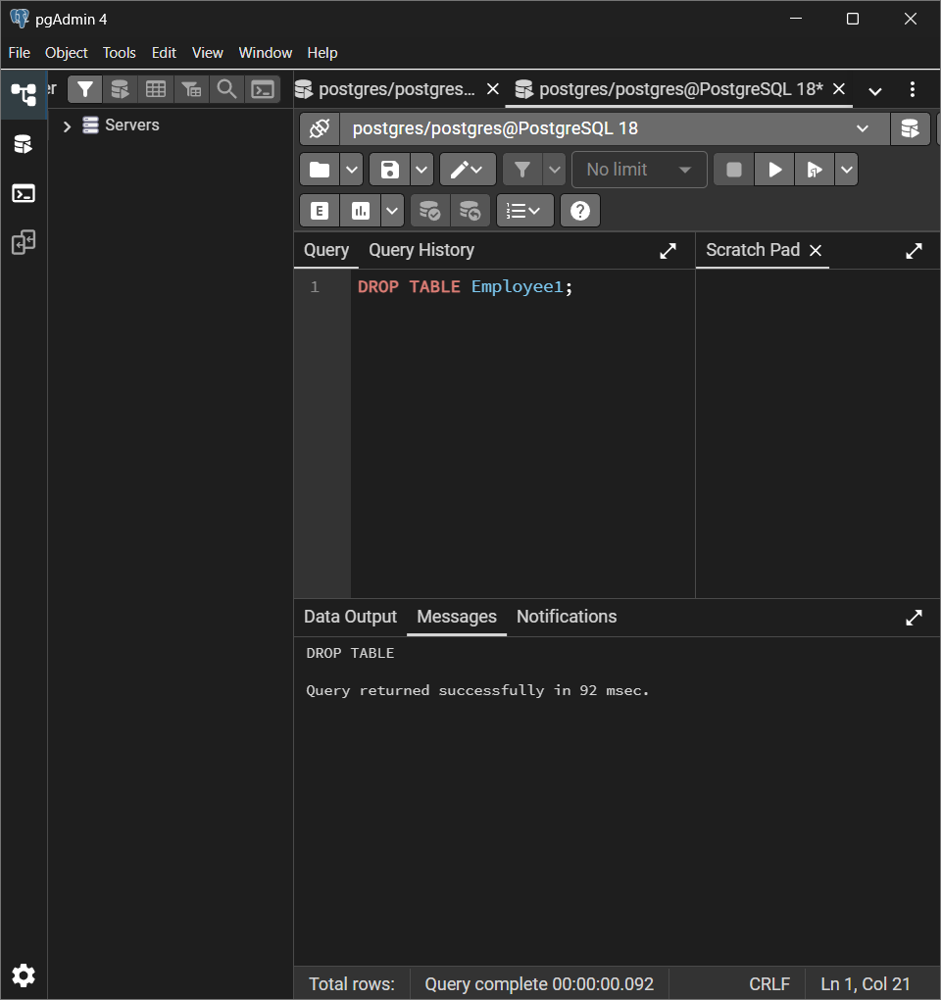 pgAdmin 4
File Object Tools Edit View Window Help
er
postgres/postgres...
postgres/postgres@PostgreSQL 18*
Servers
postgres/postgres@PostgreSQL 18
No limit
E
Query Query History
Scratch Pad
1 DROP TABLE Employee1;
Data Output Messages Notifications
DROP TABLE
Query returned successfully in 92 msec.
Total rows: Query complete 00:00:00.092 CRLF Ln 1, Col 21